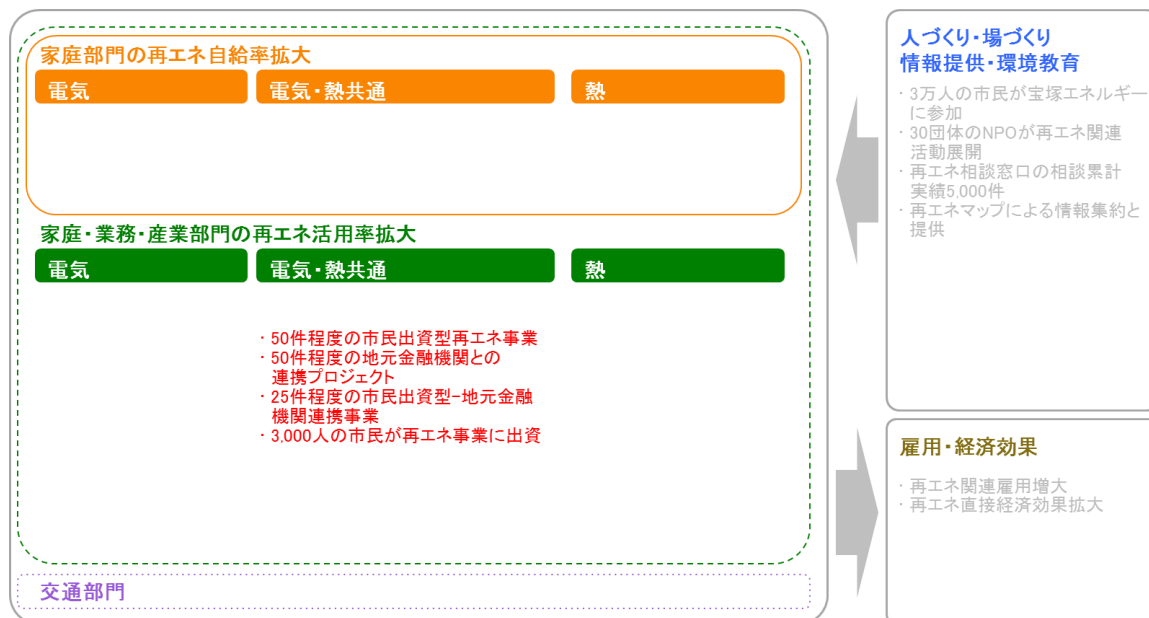 家庭部門の再エネ自給率拡大
電気
電気・熱共通
熱
家庭・業務・産業部門の再エネ活用率拡大
電気
電気・熱共通
熱
・50件程度の市民出資型再エネ事業
・50件程度の地元金融機関との
連携プロジェクト
・25件程度の市民出資型-地元金融
機関連携事業
・3,000人の市民が再エネ事業に出資
交通部門
人づくり・場づくり
情報提供・環境教育
・3万人の市民が宝塚エネルギー
に参加
・30団体のNPOが再エネ関連
活動展開
・再エネ相談窓口の相談累計
実績5,000件
・再エネマップによる情報集約と
提供
雇用・経済効果
・再エネ関連雇用増大
・再エネ直接経済効果拡大